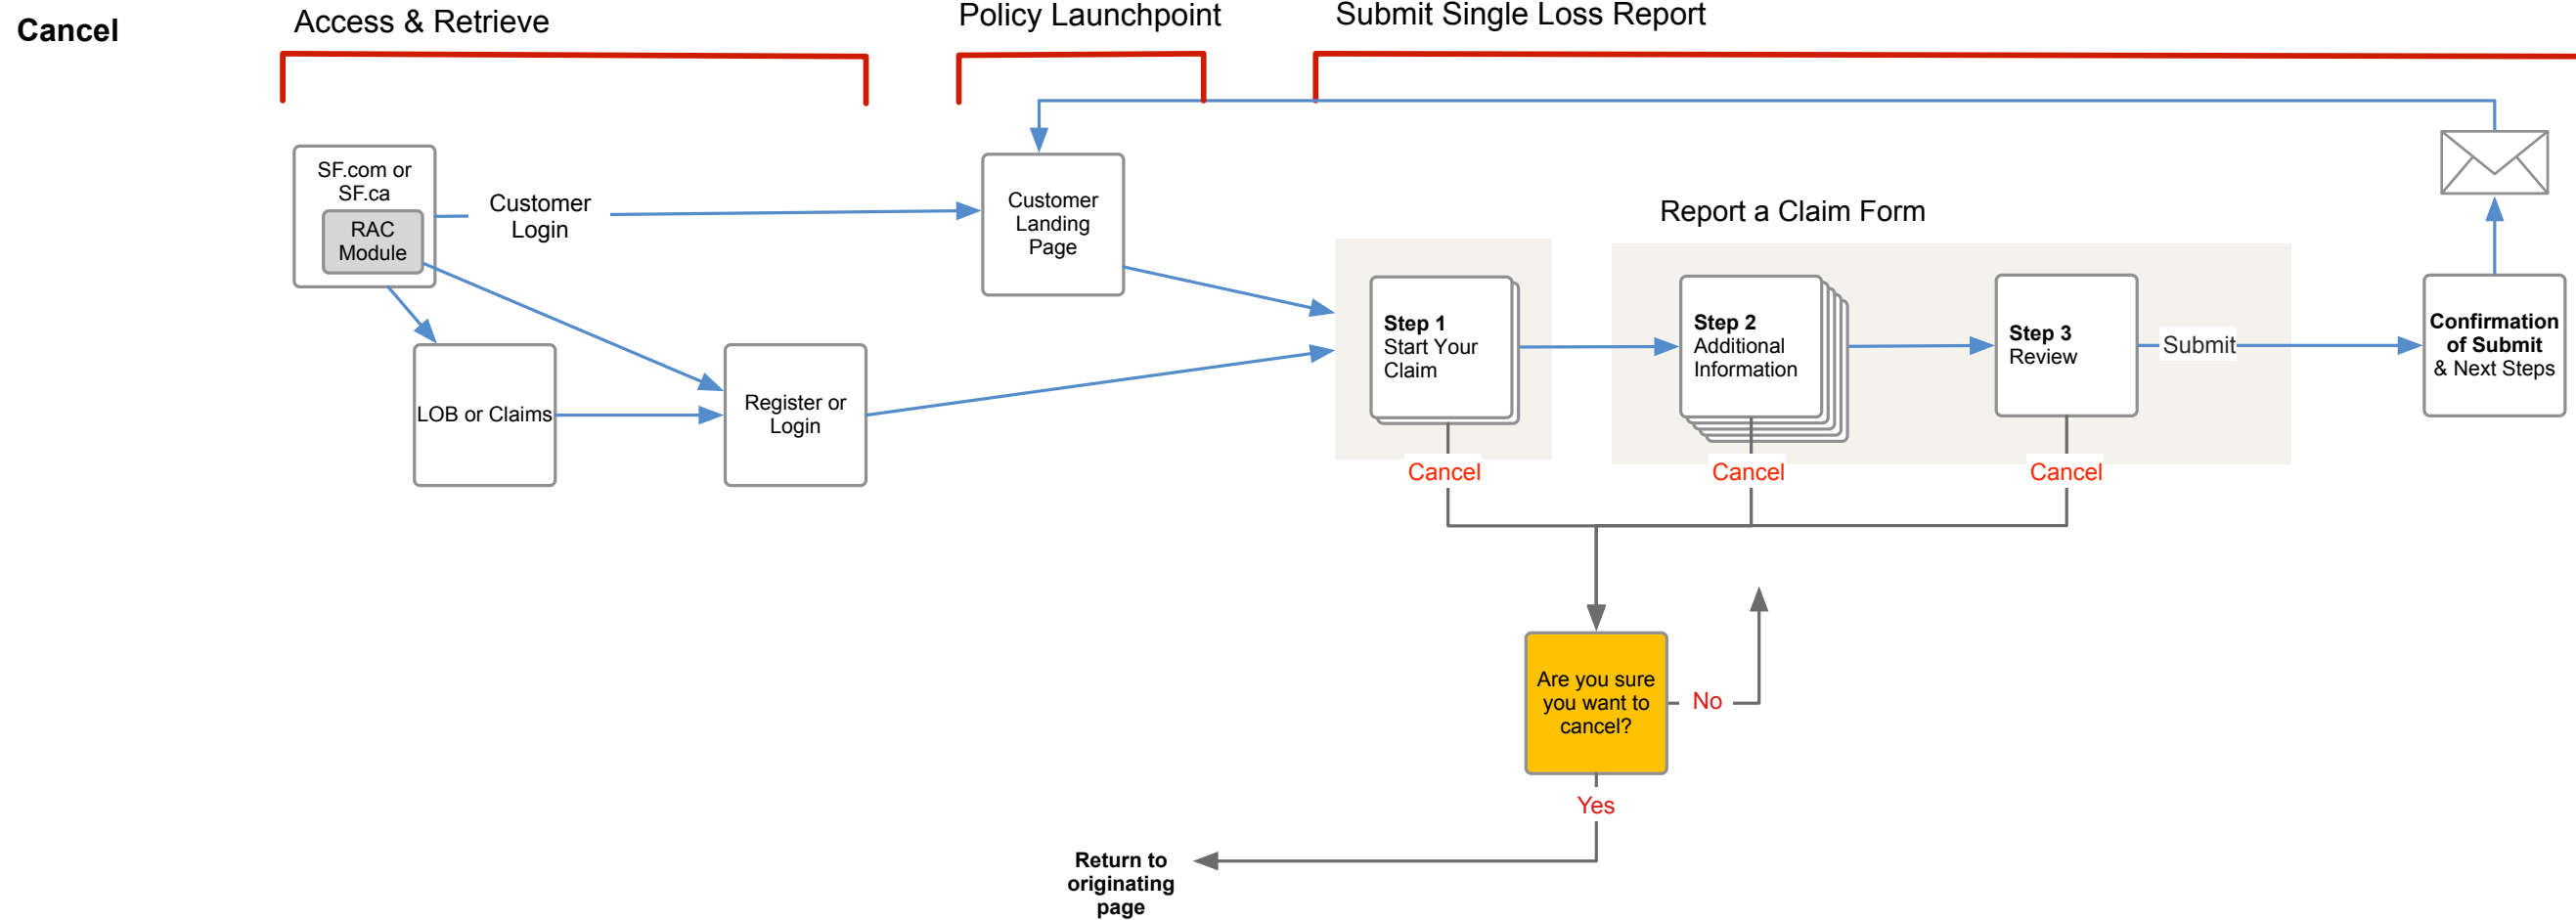 Cancel
Access & Retrieve
Policy Launchpoint
Submit Single Loss Report
SF.com or
SF.ca
RAC
Module
Customer
Login
Customer
Landing
Page
Report a Claim Form
LOB or Claims
Register or
Login
Step 1
Start Your
Claim
Step 2
Additional
Information
Step 3
Review
Submit
Confirmation
of Submit
& Next Steps
Cancel
Cancel
Cancel
Are you sure
you want to
cancel?
No
Yes
Return to
originating
page